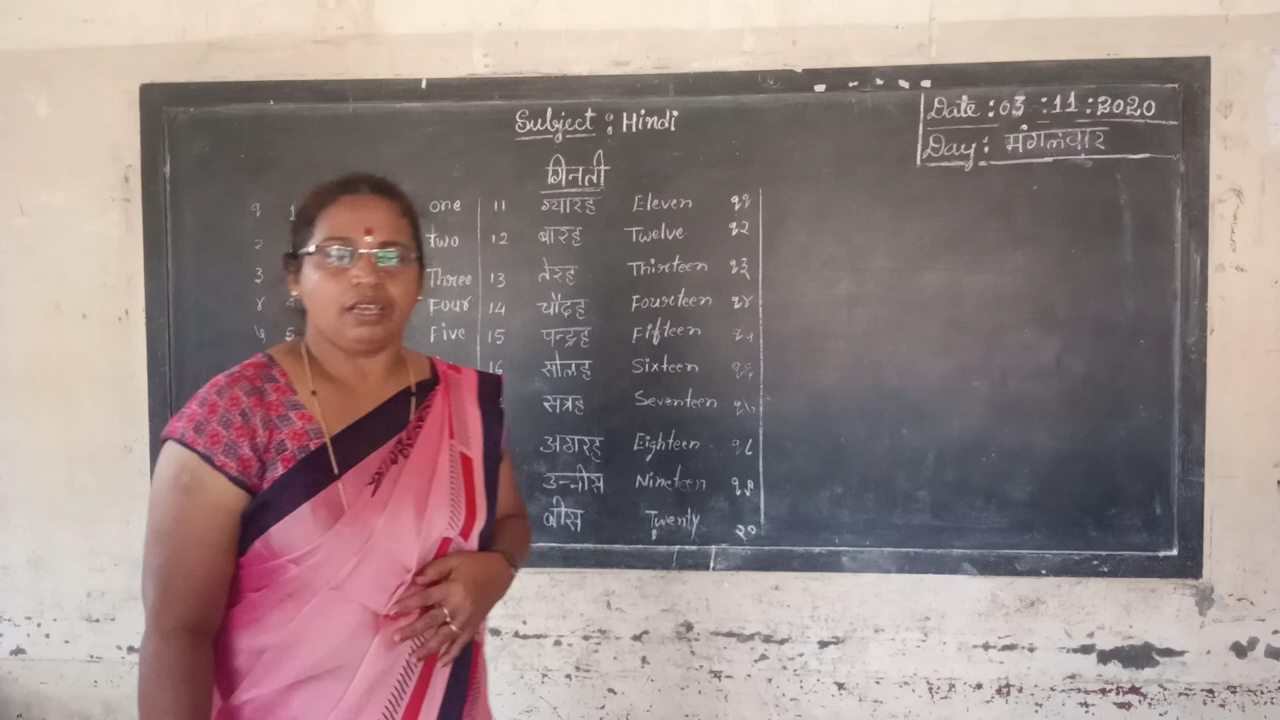 Subject : Hindi
Date : 03 : 11 : 2020
Day : मंगलवार
गिनती
१ 1 one 11 ग्यारह Eleven ११
२ Two 12 बारह Twelve १२
३ Three 13 तेरह Thirteen १३
४ Four 14 चौदह Fourteen १४
५ 5 Five 15 पन्द्रह Fifteen १५
16 सोलह Sixteen १६
सत्रह Seventeen १७
अठारह Eighteen १८
उन्नीस Nineteen १९
बीस Twenty २०